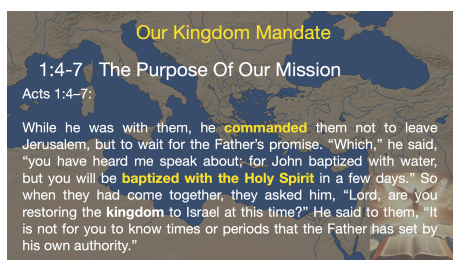 Our Kingdom Mandate
1:4-7 The Purpose Of Our Mission
Acts 1:4–7:
While he was with them, he commanded them not to leave
Jerusalem, but to wait for the Father’s promise. “Which,” he said,
“you have heard me speak about; for John baptized with water,
but you will be baptized with the Holy Spirit in a few days.” So
when they had come together, they asked him, “Lord, are you
restoring the kingdom to Israel at this time?” He said to them, “It
is not for you to know times or periods that the Father has set by
his own authority.”